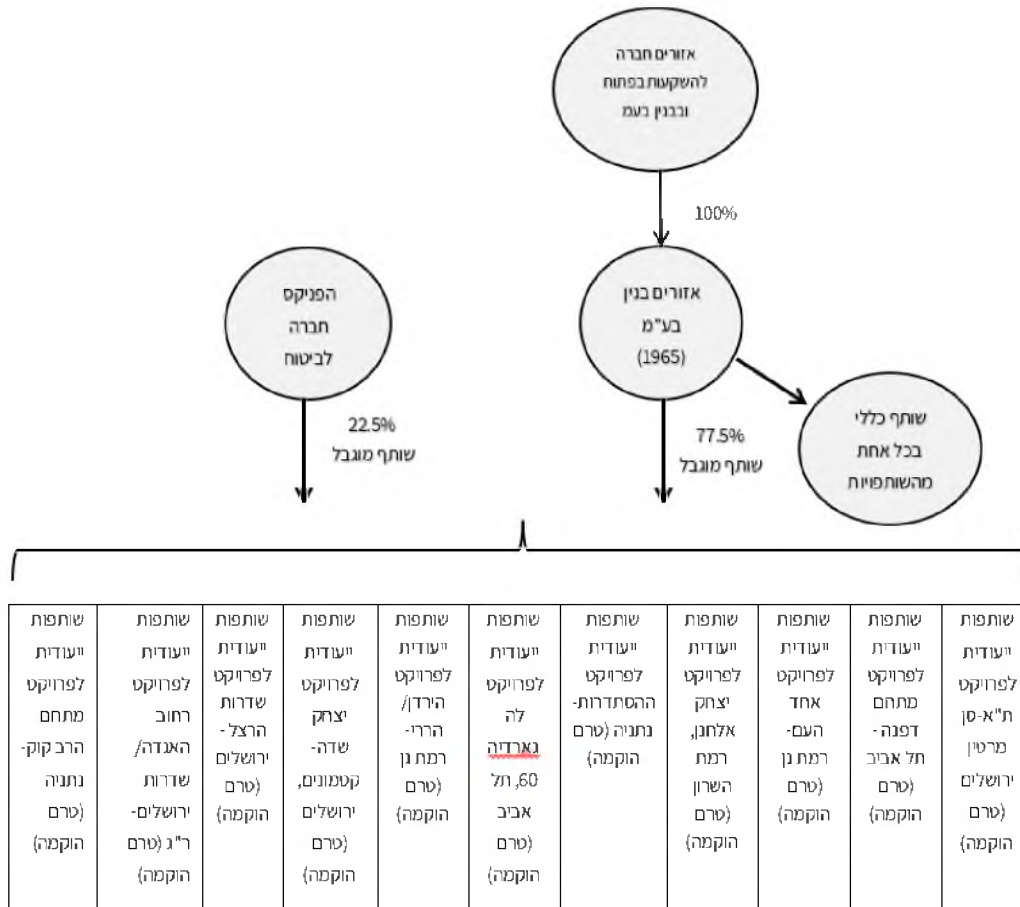 אזורים חברה
להשקעות בפתוח
ובבנין בעמ
100%
אזורים בנין
בע"מ
(1965)
הפניקס
חברה
לביטוח
שותף כללי
בכל אחת
מהשותפויות
77.5%
שותף מוגבל
22.5%
שותף מוגבל
שותפות
ייעודית
לפרויקט
ת"א-סן
מרטין
ירושלים
(טרם
הוקמה)
שותפות
ייעודית
לפרויקט
מתחם
דפנה -
תל אביב
(טרם
הוקמה)
שותפות
ייעודית
לפרויקט
אחד
העם-
רמת גן
(טרם
הוקמה)
שותפות
ייעודית
לפרויקט
יצחק
אלחנן,
רמת
השרון
(טרם
הוקמה)
שותפות
ייעודית
לפרויקט
ההסתדרות-
נתניה (טרם
הוקמה)
שותפות
ייעודית
לפרויקט
לה
גארדיה
60, תל
אביב
(טרם
הוקמה)
שותפות
ייעודית
לפרויקט
הירדן/
הררי-
רמת גן
(טרם
הוקמה)
שותפות
ייעודית
לפרויקט
יצחק
שדה-
קטמונים,
ירושלים
(טרם
הוקמה)
שותפות
ייעודית
לפרויקט
שדרות
הרצל -
ירושלים
(טרם
הוקמה)
שותפות
ייעודית
לפרויקט
רחוב
האגדה/
שדרות
ירושלים-
ר"ג (טרם
הוקמה)
שותפות
ייעודית
לפרויקט
מתחם
הרב קוק-
נתניה
(טרם
הוקמה)